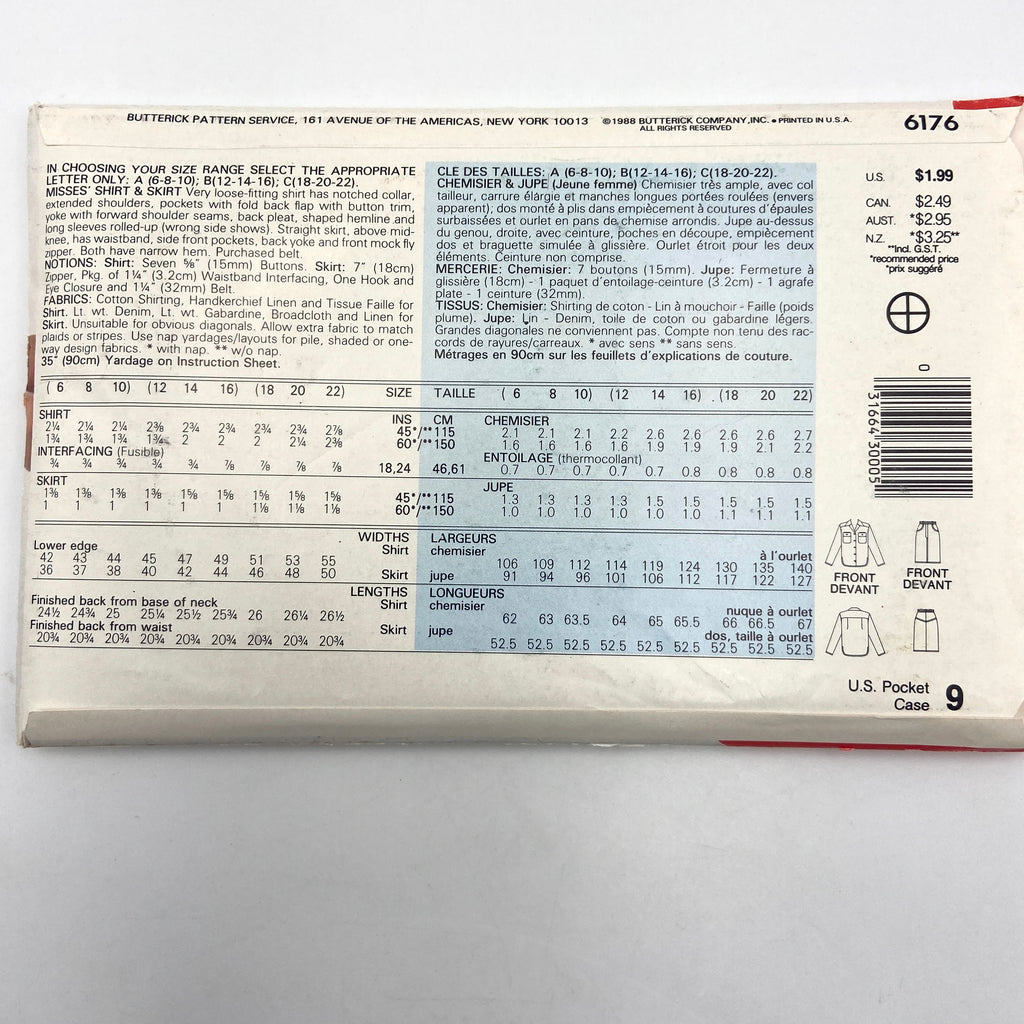 BUTTERICK PATTERN SERVICE, 161 AVENUE OF THE AMERICAS, NEW YORK 10013 ©1988 BUTTERICK COMPANY, INC. • PRINTED IN U.S.A.
ALL RIGHTS RESERVED
6176
IN CHOOSING YOUR SIZE RANGE SELECT THE APPROPRIATE
LETTER ONLY: A (6-8-10); B(12-14-16); C(18-20-22).
MISSES' SHIRT & SKIRT Very loose-fitting shirt has notched collar,
extended shoulders, pockets with fold back flap with button trim,
yoke with forward shoulder seams, back pleat, shaped hemline and
long sleeves rolled-up (wrong side shows). Straight skirt, above mid-
knee, has waistband, side front pockets, back yoke and front mock fly
zipper. Both have narrow hem. Purchased belt.
NOTIONS: Shirt: Seven ⅝" (15mm) Buttons. Skirt: 7" (18cm)
Zipper, Pkg. of 1¼" (3.2cm) Waistband Interfacing, One Hook and
Eye Closure and 1¼" (32mm) Belt.
FABRICS: Cotton Shirting, Handkerchief Linen and Tissue Faille for
Shirt. Lt. wt. Denim, Lt. wt. Gabardine, Broadcloth and Linen for
Skirt. Unsuitable for obvious diagonals. Allow extra fabric to match
plaids or stripes. Use nap yardages/layouts for pile, shaded or one-
way design fabrics. * with nap. ** w/o nap.
35" (90cm) Yardage on Instruction Sheet.
CLE DES TAILLES: A (6-8-10); B(12-14-16); C(18-20-22).
CHEMISIER & JUPE (Jeune femme) Chemisier très ample, avec col
tailleur, carrure élargie et manches longues portées roulées (envers
apparent); dos monté à plis dans empiècement à coutures d'épaules
surbaissées et ourlet en pans de chemise arrondis. Jupe au-dessus
du genou, droite, avec ceinture, poches en découpe, empiècement
dos et braguette simulée à glissière. Ourlet étroit pour les deux
éléments. Ceinture non comprise.
MERCERIE: Chemisier: 7 boutons (15mm). Jupe: Fermeture à
glissière (18cm) - 1 paquet d'entoilage-ceinture (3.2cm) - 1 agrafe
plate - 1 ceinture (32mm).
TISSUS: Chemisier: Shirting de coton - Lin à mouchoir - Faille (poids
plume). Jupe: Lin - Denim, toile de coton ou gabardine légers.
Grandes diagonales ne conviennent pas. Compte non tenu des rac-
cords de rayures/carreaux. * avec sens ** sans sens.
Métrages en 90cm sur les feuillets d'explications de couture.
U.S. $1.99
CAN. $2.49
AUST. *$2.95
N.Z. *$3.25**
**Incl. G.S.T.
*recommended price
*prix suggéré
(6 8 10) (12 14 16) (18 20 22) SIZE TAILLE (6 8 10) (12 14 16) (18 20 22)
SHIRT INS CM CHEMISIER
2¼ 2¼ 2¼ 2⅜ 2¾ 2¾ 2¾ 2¾ 2⅞ 45*/**115 2.1 2.1 2.1 2.2 2.6 2.6 2.6 2.6 2.7
1¾ 1¾ 1¾ 1¾ 2 2 2 2¼ 2⅜ 60*/**150 1.6 1.6 1.6 1.6 1.9 1.9 1.9 2.1 2.2
INTERFACING (Fusible) ENTOILAGE (thermocollant)
¾ ¾ ¾ ¾ ¾ ⅞ ⅞ ⅞ ⅞ 18,24 46,61 0.7 0.7 0.7 0.7 0.7 0.8 0.8 0.8 0.8
SKIRT JUPE
1⅜ 1⅜ 1⅜ 1⅜ 1⅝ 1⅝ 1⅝ 1⅝ 1⅝ 45*/**115 1.3 1.3 1.3 1.3 1.5 1.5 1.5 1.5 1.5
1 1 1 1 1 1 1⅛ 1⅛ 1⅛ 60*/**150 1.0 1.0 1.0 1.0 1.0 1.0 1.1 1.1 1.1
WIDTHS LARGEURS
Lower edge Shirt chemisier à l'ourlet
42 43 44 45 47 49 51 53 55 106 109 112 114 119 124 130 135 140
36 37 38 40 42 44 46 48 50 Skirt jupe 91 94 96 101 106 112 117 122 127
LENGTHS LONGUEURS
Finished back from base of neck Shirt chemisier nuque à ourlet
24½ 24¾ 25 25¼ 25½ 25¾ 26 26¼ 26½ 62 63 63.5 64 65 65.5 66 66.5 67
Finished back from waist Skirt jupe dos, taille à ourlet
20¾ 20¾ 20¾ 20¾ 20¾ 20¾ 20¾ 20¾ 20¾ 52.5 52.5 52.5 52.5 52.5 52.5 52.5 52.5 52.5
0
31664 30005
FRONT
DEVANT
FRONT
DEVANT
U.S. Pocket
Case 9